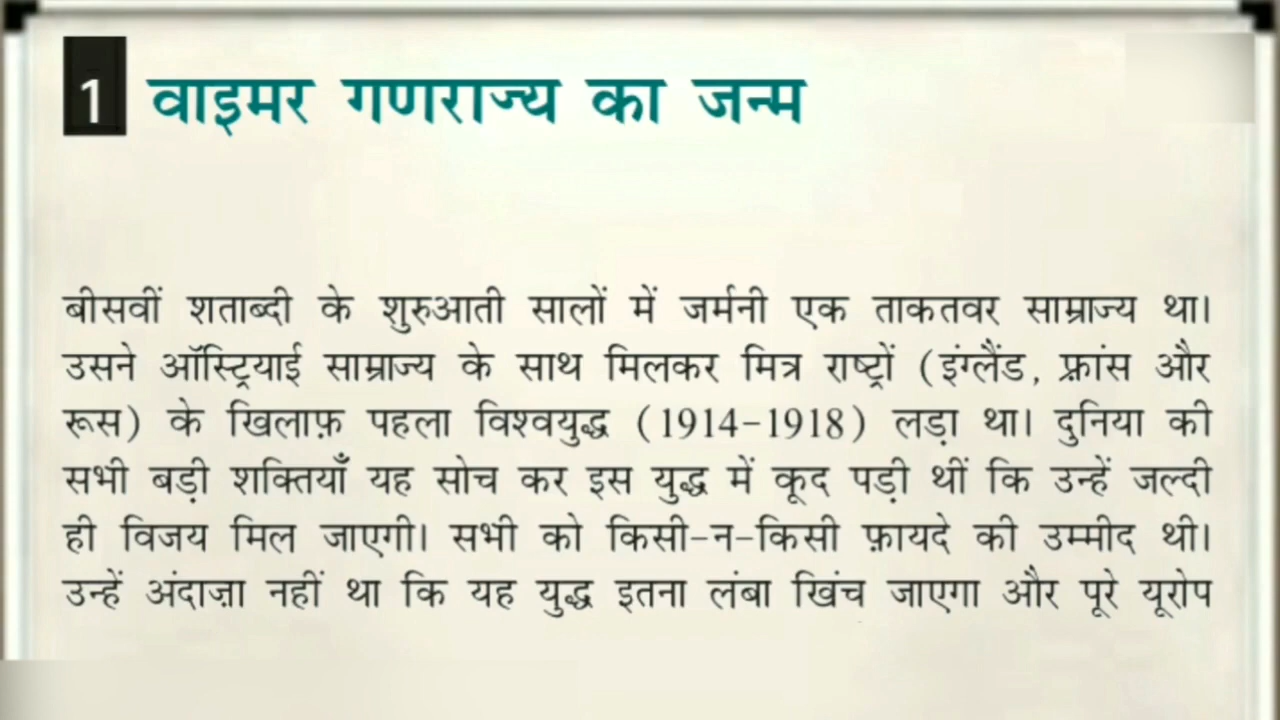 1 वाइमर गणराज्य का जन्म
बीसवीं शताब्दी के शुरुआती सालों में जर्मनी एक ताकतवर साम्राज्य था।
उसने ऑस्ट्रियाई साम्राज्य के साथ मिलकर मित्र राष्ट्रों (इंग्लैंड, फ़्रांस और
रूस) के खिलाफ़ पहला विश्वयुद्ध (1914-1918) लड़ा था। दुनिया की
सभी बड़ी शक्तियाँ यह सोच कर इस युद्ध में कूद पड़ी थीं कि उन्हें जल्दी
ही विजय मिल जाएगी। सभी को किसी-न-किसी फ़ायदे की उम्मीद थी।
उन्हें अंदाज़ा नहीं था कि यह युद्ध इतना लंबा खिंच जाएगा और पूरे यूरोप